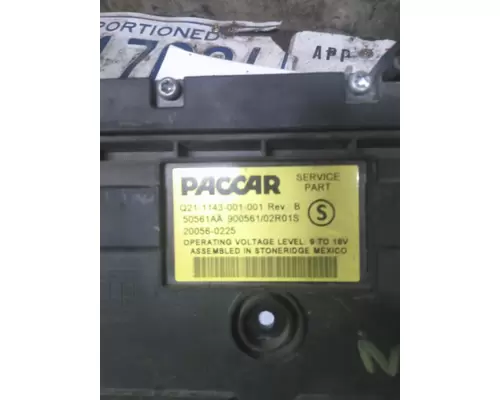 PORTIONED
APP
PACCAR
SERVICE
PART
Q21-1143-001-001 Rev: B
50561AA 900561/02R01S
S
20056-0225
OPERATING VOLTAGE LEVEL: 9 TO 16V
ASSEMBLED IN STONERIDGE MEXICO
N